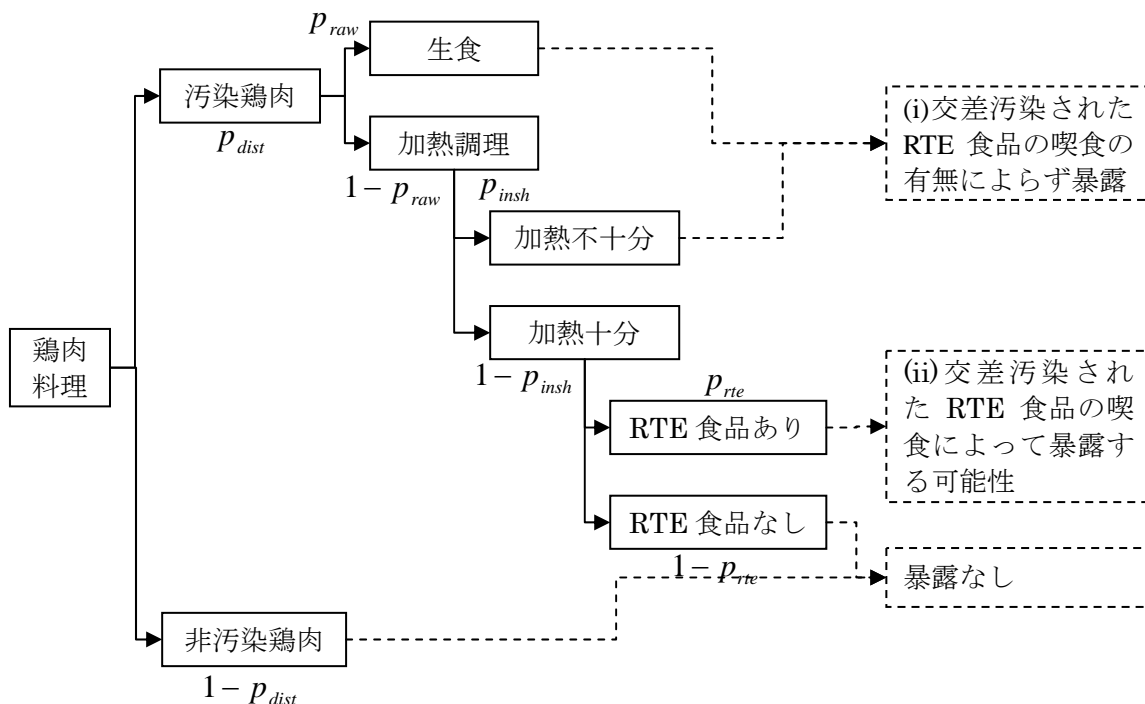 p_raw
生食
汚染鶏肉
p_dist
加熱調理
1 − p_raw
p_insh
加熱不十分
(i)交差汚染された
RTE 食品の喫食の
有無によらず暴露
鶏肉
料理
加熱十分
1 − p_insh
p_rte
RTE 食品あり
(ii)交差汚染され
た RTE 食品の喫
食によって暴露す
る可能性
RTE 食品なし
1 − p_rte
暴露なし
非汚染鶏肉
1 − p_dist